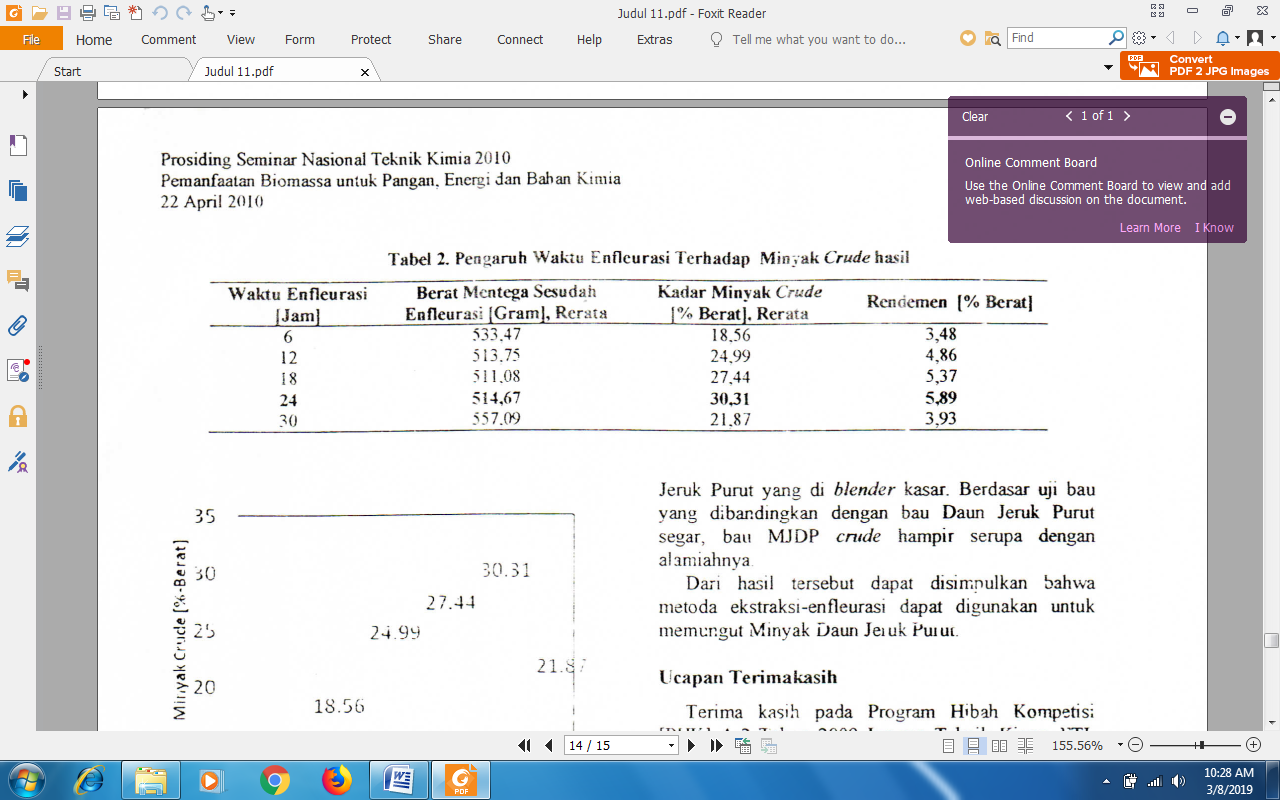 Judul 11.pdf - Foxit Reader
File Home Comment View Form Protect Share Connect Help Extras Tell me what you want to do... Find
Start Judul 11.pdf x
Convert
PDF 2 JPG Images
Clear 1 of 1
Online Comment Board
Use the Online Comment Board to view and add
web-based discussion on the document.
Learn More I Know
Prosiding Seminar Nasional Teknik Kimia 2010
Pemanfaatan Biomassa untuk Pangan, Energi dan Bahan Kimia
22 April 2010
Tabel 2. Pengaruh Waktu Enfleurasi Terhadap Minyak Crude hasil
Waktu Enfleurasi [Jam] Berat Mentega Sesudah Enfleurasi [Gram], Rerata Kadar Minyak Crude [% Berat], Rerata Rendemen [% Berat]
6 533,47 18,56 3,48
12 513,75 24,99 4,86
18 511,08 27,44 5,37
24 514,67 30,31 5,89
30 557,09 21,87 3,93
35
30
25
20
Minyak Crude [%-Berat]
30.31
27.44
24.99
21.87
18.56
Jeruk Purut yang di blender kasar. Berdasar uji bau
yang dibandingkan dengan bau Daun Jeruk Purut
segar, bau MJDP crude hampir serupa dengan
alamiahnya.
Dari hasil tersebut dapat disimpulkan bahwa
metoda ekstraksi-enfleurasi dapat digunakan untuk
memungut Minyak Daun Jeruk Purut.
Ucapan Terimakasih
Terima kasih pada Program Hibah Kompetisi
14 / 15
155.56%
PDF
10:28 AM
3/8/2019